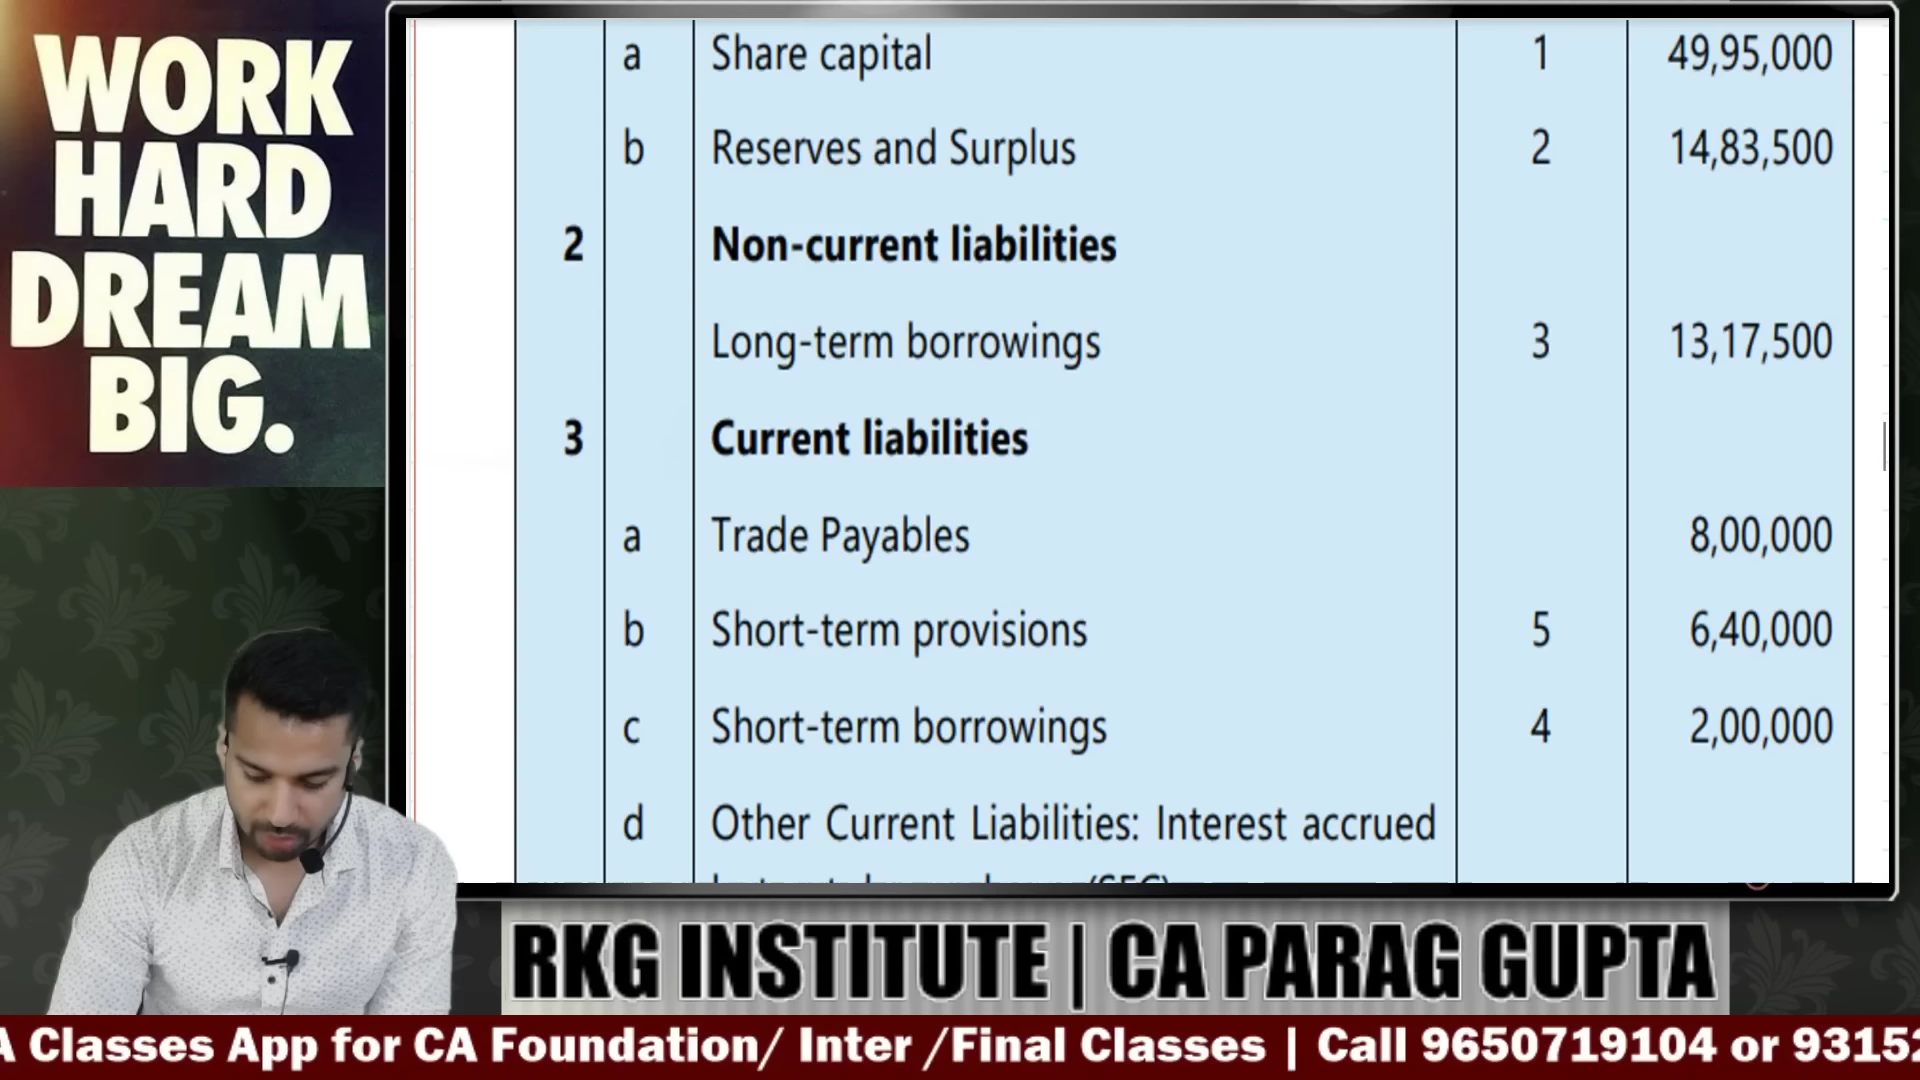 WORK
HARD
DREAM
BIG.
a Share capital 1 49,95,000
b Reserves and Surplus 2 14,83,500
2 Non-current liabilities
Long-term borrowings 3 13,17,500
3 Current liabilities
a Trade Payables 8,00,000
b Short-term provisions 5 6,40,000
c Short-term borrowings 4 2,00,000
d Other Current Liabilities: Interest accrued
RKG INSTITUTE | CA PARAG GUPTA
A Classes App for CA Foundation/ Inter /Final Classes | Call 9650719104 or 93152